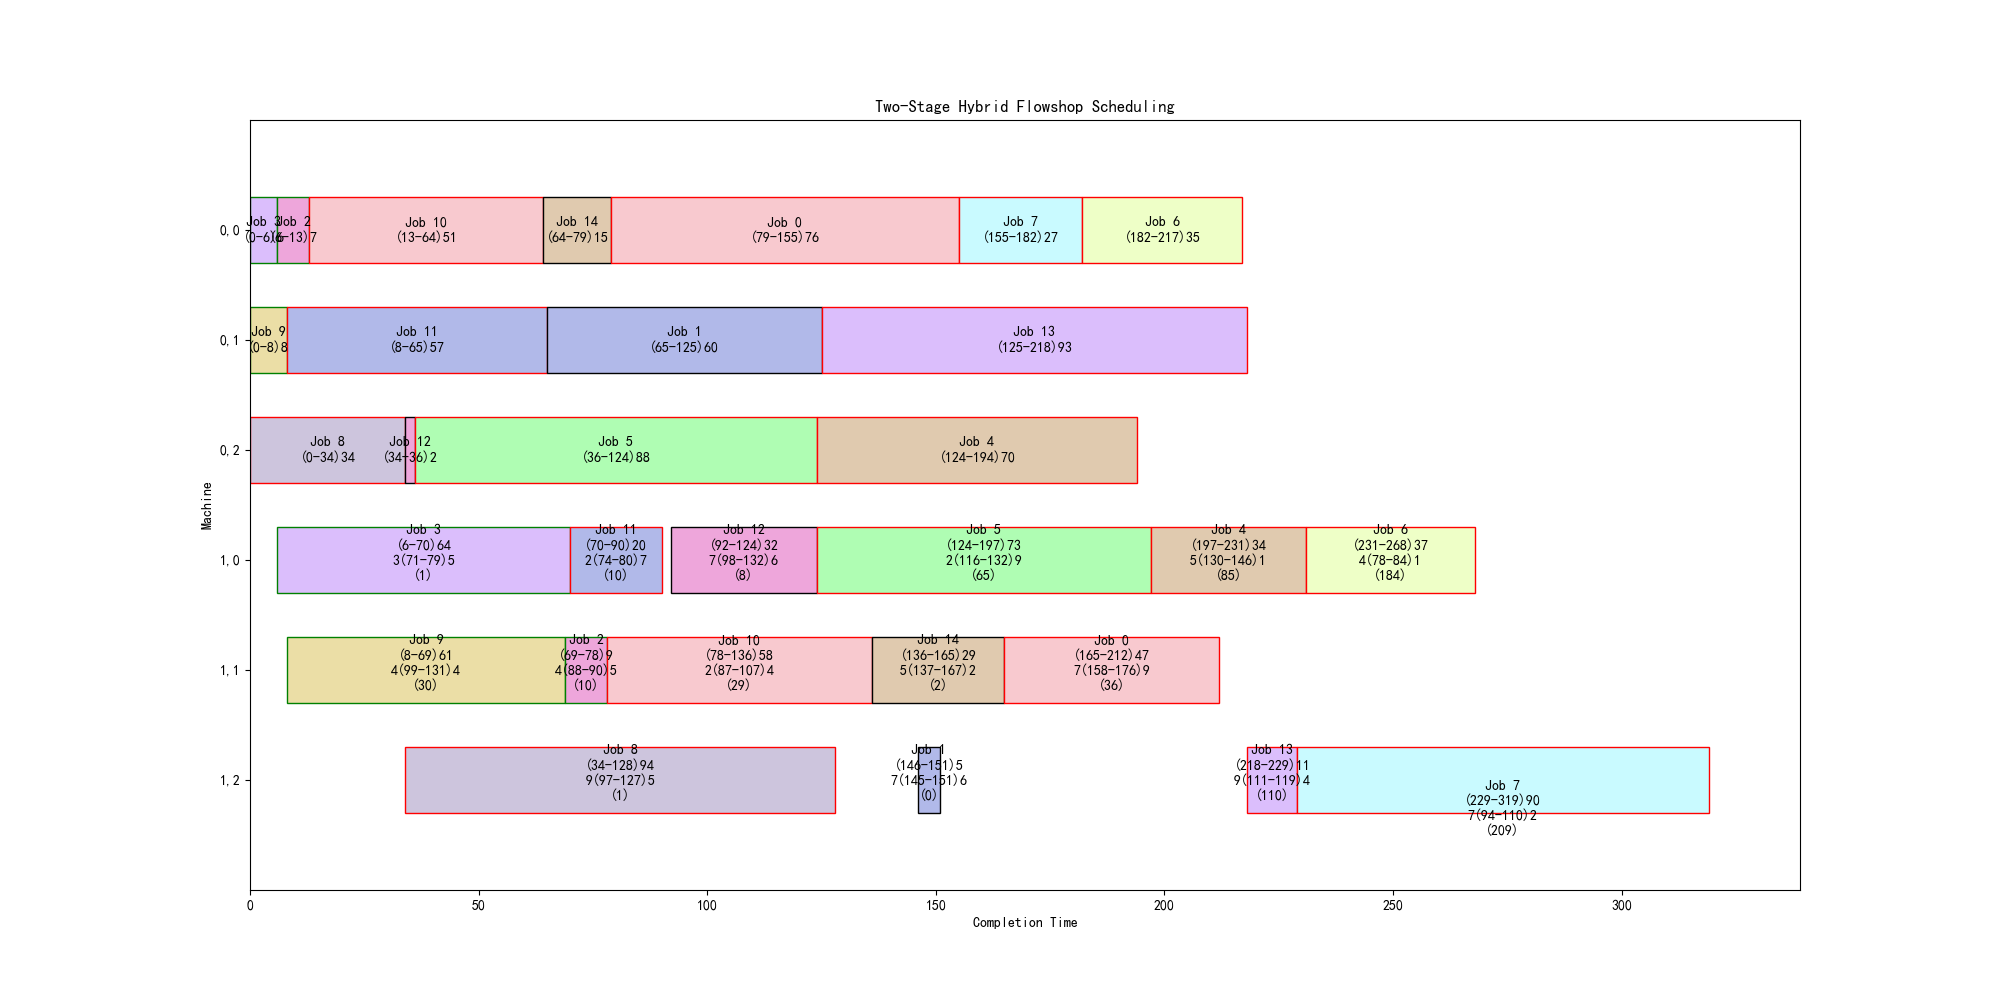 Two-Stage Hybrid Flowshop Scheduling
0,0
Job 3
(0-6)6
Job 2
(6-13)7
Job 10
(13-64)51
Job 14
(64-79)15
Job 0
(79-155)76
Job 7
(155-182)27
Job 6
(182-217)35
0,1
Job 9
(0-8)8
Job 11
(8-65)57
Job 1
(65-125)60
Job 13
(125-218)93
0,2
Job 8
(0-34)34
Job 12
(34-36)2
Job 5
(36-124)88
Job 4
(124-194)70
Machine
1,0
Job 3
(6-70)64
3(71-79)5
(1)
Job 11
(70-90)20
2(74-80)7
(10)
Job 12
(92-124)32
7(98-132)6
(8)
Job 5
(124-197)73
2(116-132)9
(65)
Job 4
(197-231)34
5(130-146)1
(85)
Job 6
(231-268)37
4(78-84)1
(184)
1,1
Job 9
(8-69)61
4(99-131)4
(30)
Job 2
(69-78)9
4(88-90)5
(10)
Job 10
(78-136)58
2(87-107)4
(29)
Job 14
(136-165)29
5(137-167)2
(2)
Job 0
(165-212)47
7(158-176)9
(36)
1,2
Job 8
(34-128)94
9(97-127)5
(1)
Job 1
(146-151)5
7(145-151)6
(0)
Job 13
(218-229)11
9(111-119)4
(110)
Job 7
(229-319)90
7(94-110)2
(209)
0 50 100 150 200 250 300
Completion Time